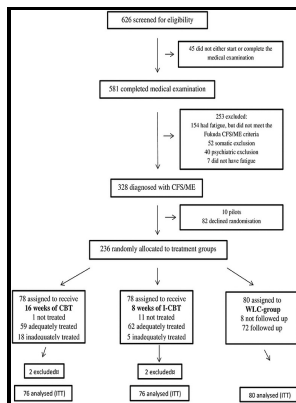 626 screened for eligibility
45 did not either start or complete the
medical examination
581 completed medical examination
253 excluded:
154 had fatigue, but did not meet the
Fukuda CFS/ME criteria
52 somatic exclusion
40 psychiatric exclusion
7 did not have fatigue
328 diagnosed with CFS/ME
10 pilots
82 declined randomisation
236 randomly allocated to treatment groups
78 assigned to receive
16 weeks of CBT
1 not treated
59 adequately treated
18 inadequately treated
78 assigned to receive
8 weeks of I-CBT
11 not treated
62 adequately treated
5 inadequately treated
80 assigned to
WLC-group
8 not followed up
72 followed up
2 excluded
2 excluded
76 analysed (ITT)
76 analysed (ITT)
80 analysed (ITT)